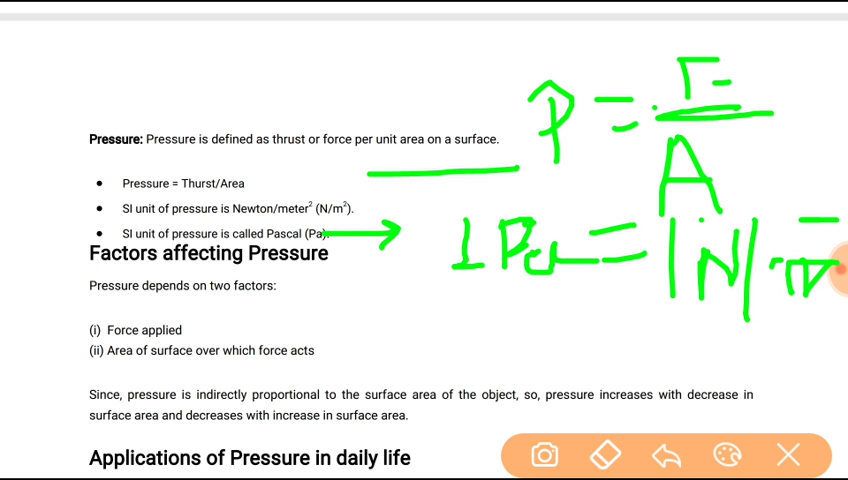 Pressure: Pressure is defined as thrust or force per unit area on a surface.
P = F
A
• Pressure = Thurst/Area
• SI unit of pressure is Newton/meter² (N/m²).
• SI unit of pressure is called Pascal (Pa).
1 Pa = 1N/
Factors affecting Pressure
Pressure depends on two factors:
(i) Force applied
(ii) Area of surface over which force acts
Since, pressure is indirectly proportional to the surface area of the object, so, pressure increases with decrease in
surface area and decreases with increase in surface area.
Applications of Pressure in daily life